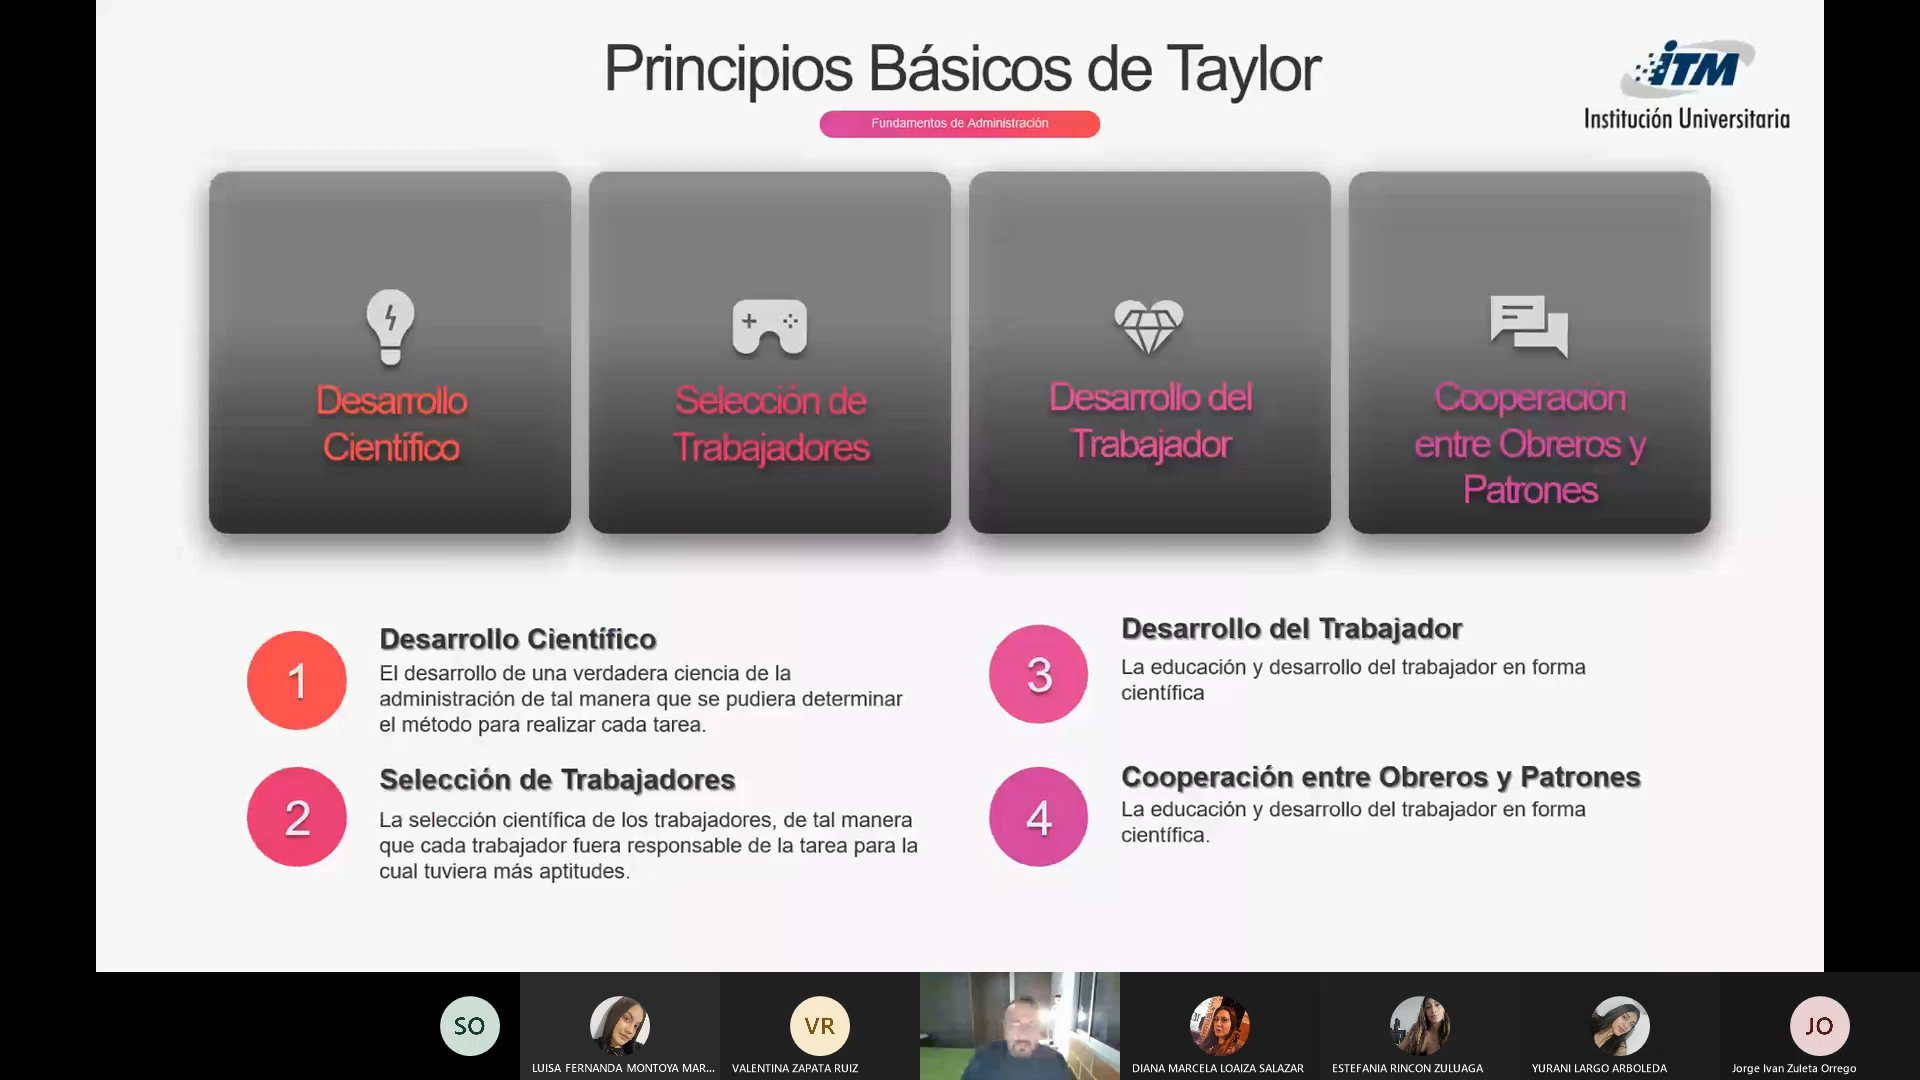 Principios Básicos de Taylor
Fundamentos de Administración
iTM
Institución Universitaria
Desarrollo
Científico
Selección de
Trabajadores
Desarrollo del
Trabajador
Cooperación
entre Obreros y
Patrones
1
Desarrollo Científico
El desarrollo de una verdadera ciencia de la
administración de tal manera que se pudiera determinar
el método para realizar cada tarea.
2
Selección de Trabajadores
La selección científica de los trabajadores, de tal manera
que cada trabajador fuera responsable de la tarea para la
cual tuviera más aptitudes.
3
Desarrollo del Trabajador
La educación y desarrollo del trabajador en forma
científica
4
Cooperación entre Obreros y Patrones
La educación y desarrollo del trabajador en forma
científica.
SO
LUISA FERNANDA MONTOYA MAR...
VR
VALENTINA ZAPATA RUIZ
DIANA MARCELA LOAIZA SALAZAR
ESTEFANIA RINCON ZULUAGA
YURANI LARGO ARBOLEDA
JO
Jorge Ivan Zuleta Orrego